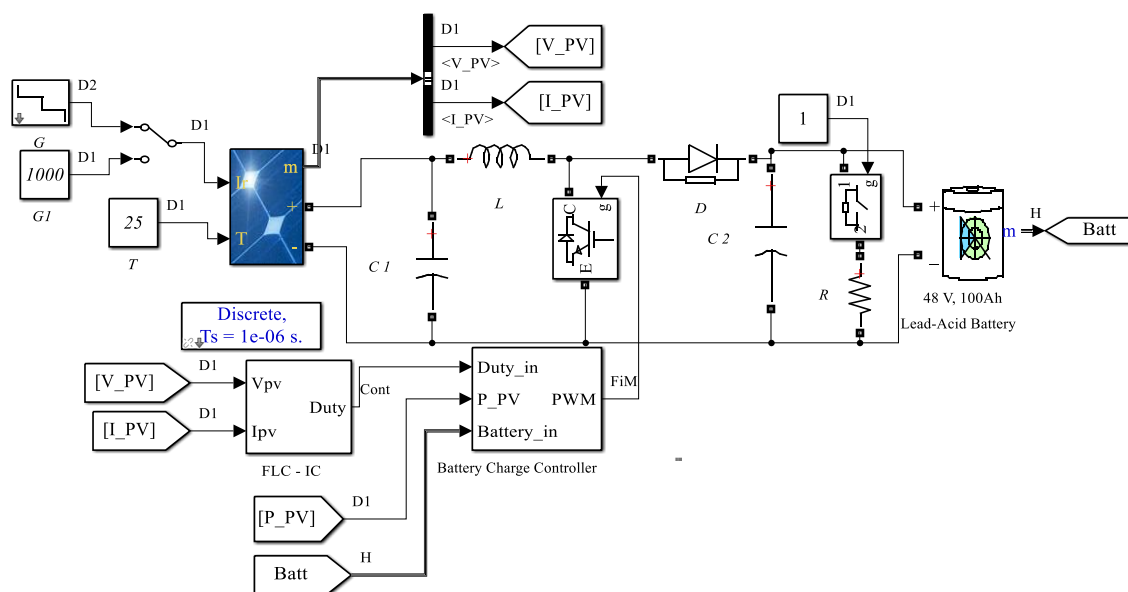 D1
[V_PV]
<V_PV>
D1
[I_PV]
<I_PV>
D2
G
D1
D1
1000
G1
D1
25
T
Ir
T
m
+
-
D1
L
C 1
C
g
E
D
C 2
1
D1
1
g
2
R
+
m
−
H
Batt
48 V, 100Ah
Lead-Acid Battery
Discrete,
Ts = 1e-06 s.
[V_PV]
D1
[I_PV]
D1
Vpv
Ipv
Duty
FLC - IC
Cont
Duty_in
P_PV
Battery_in
PWM
FiM
Battery Charge Controller
[P_PV]
D1
Batt
H